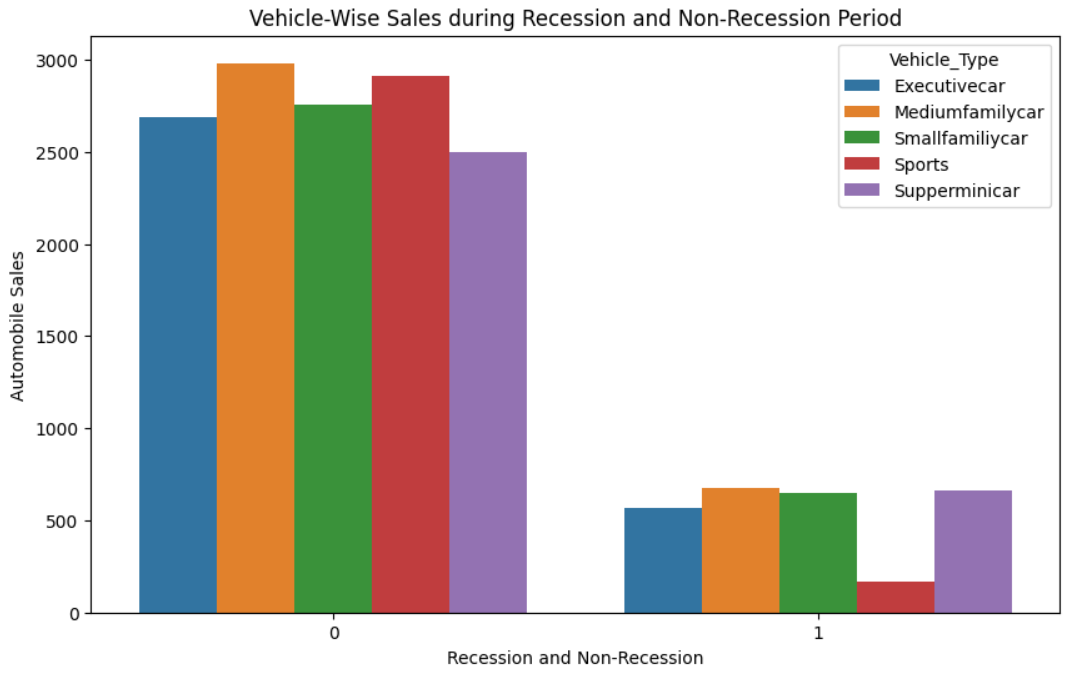 Vehicle-Wise Sales during Recession and Non-Recession Period
Vehicle_Type
Executivecar
Mediumfamilycar
Smallfamiliycar
Sports
Supperminicar
3000
2500
2000
1500
1000
500
0
Automobile Sales
0 1
Recession and Non-Recession